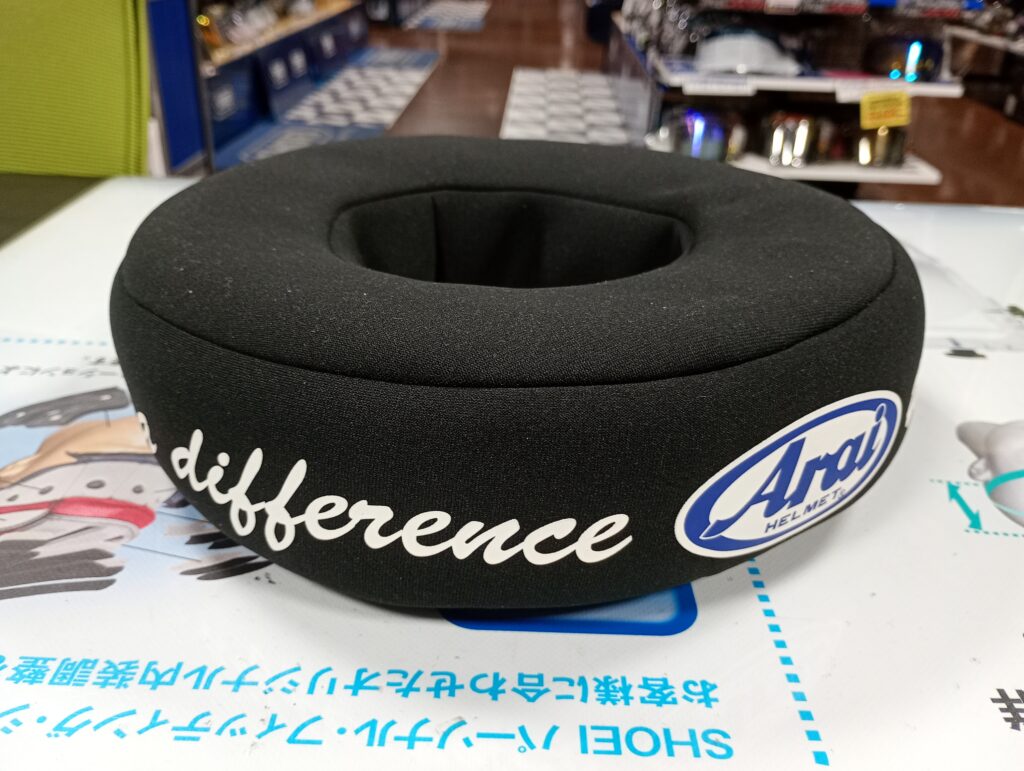 difference
Arai
HELMET
お客様に合わせたオリジナル内装調整
SHOEI パーソナル・フィッティング・シ
#